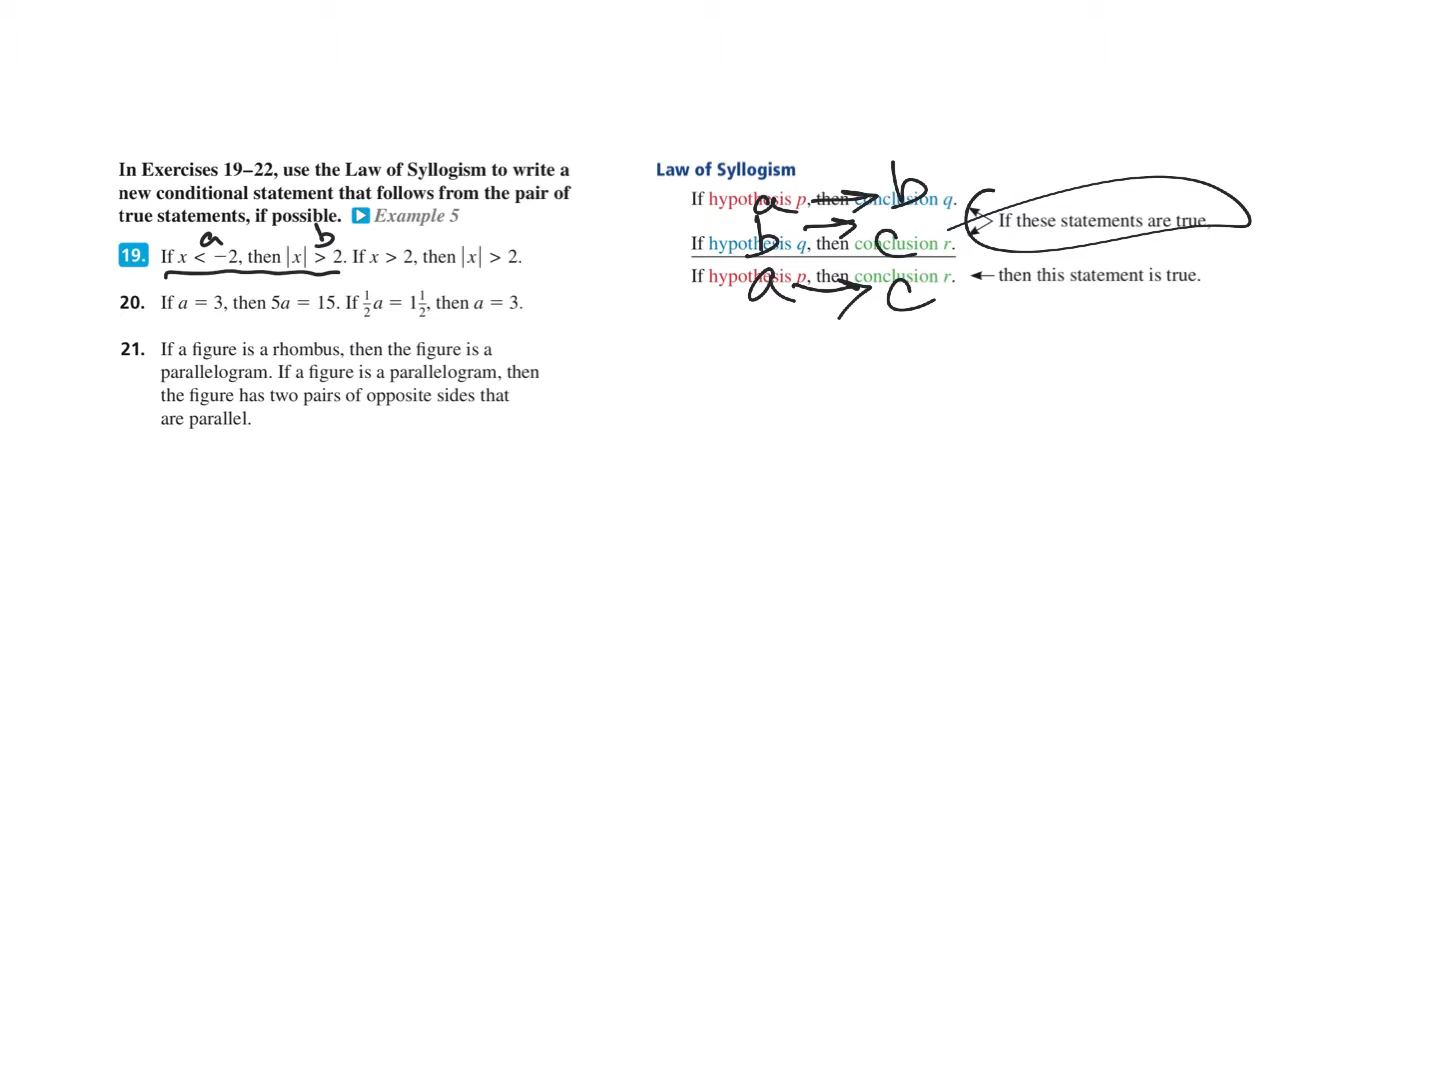 In Exercises 19–22, use the Law of Syllogism to write a
new conditional statement that follows from the pair of
true statements, if possible. Example 5
a b
19. If x < −2, then |x| > 2. If x > 2, then |x| > 2.
20. If a = 3, then 5a = 15. If 1/2 a = 1 1/2, then a = 3.
21. If a figure is a rhombus, then the figure is a
parallelogram. If a figure is a parallelogram, then
the figure has two pairs of opposite sides that
are parallel.
Law of Syllogism
If hypothesis p, then conclusion q.
a → b
If these statements are true,
If hypothesis q, then conclusion r.
b → c
If hypothesis p, then conclusion r. ← then this statement is true.
a → c